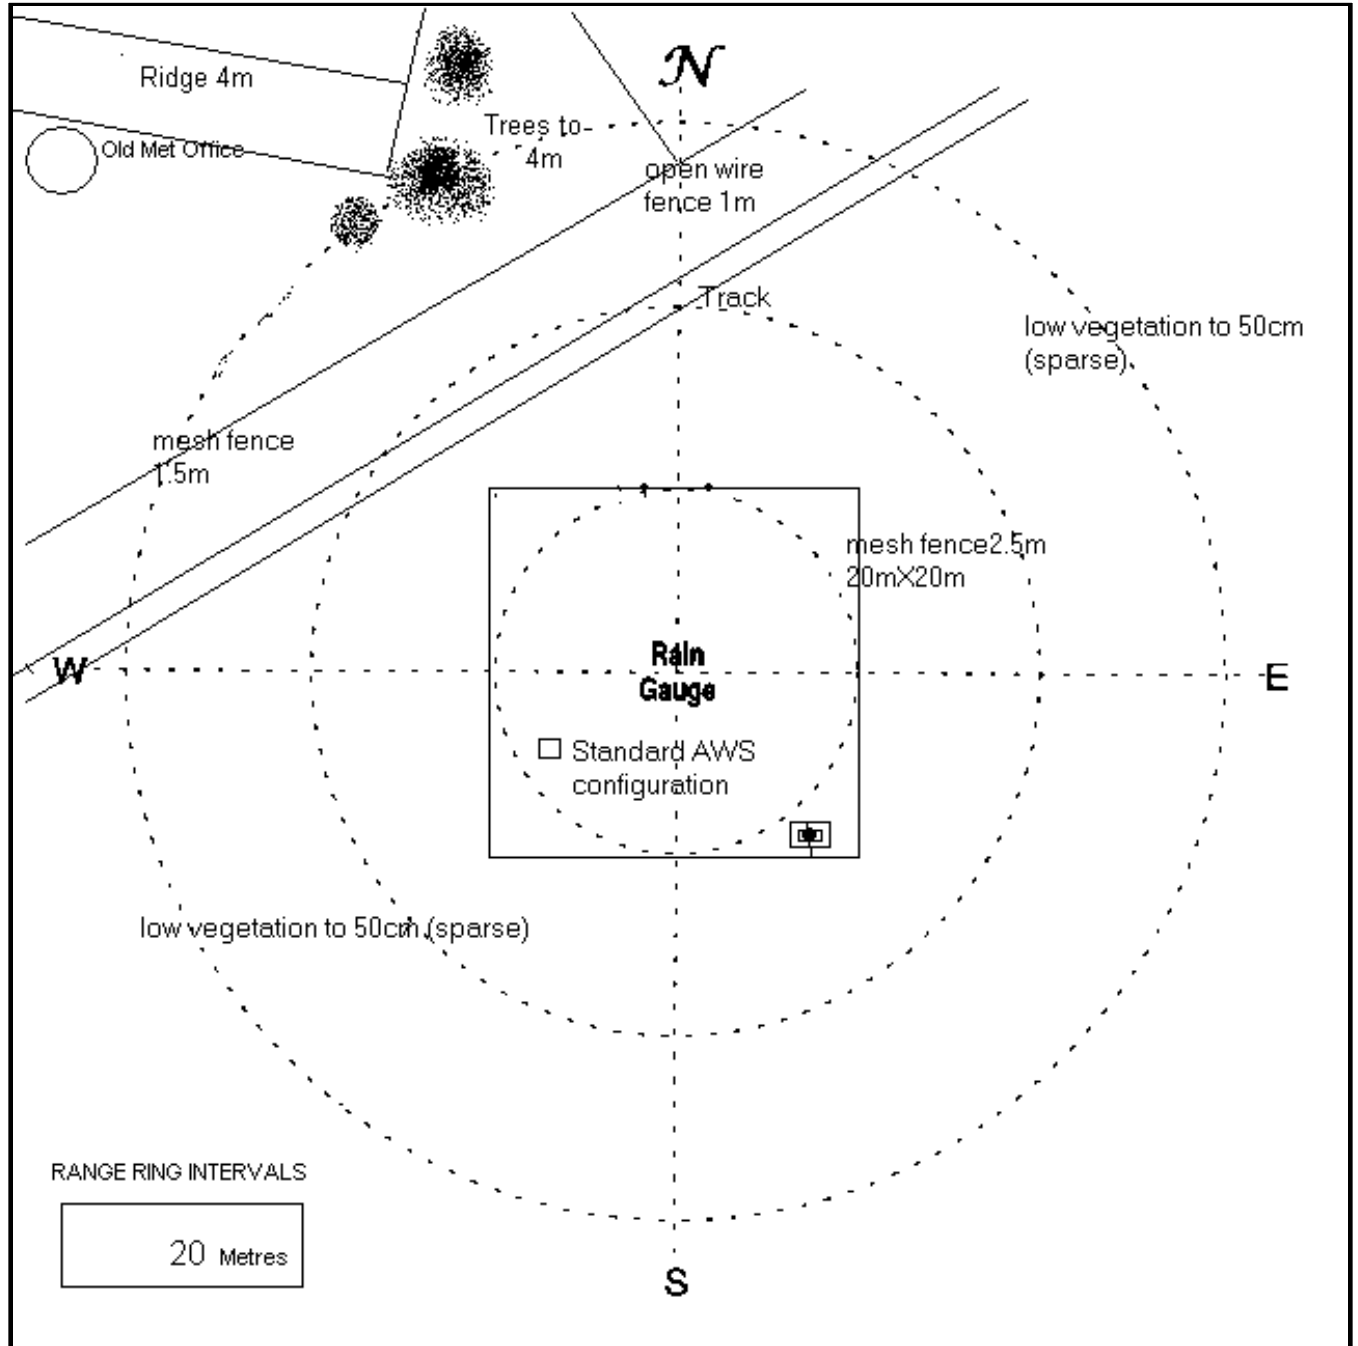 N
Ridge 4m
Old Met Office
Trees to
4m
open wire
fence 1m
Track
low vegetation to 50cm
(sparse)
mesh fence
1.5m
mesh fence2.5m
20mX20m
W
Rain
Gauge
E
Standard AWS
configuration
low vegetation to 50cm (sparse)
RANGE RING INTERVALS
20 Metres
S